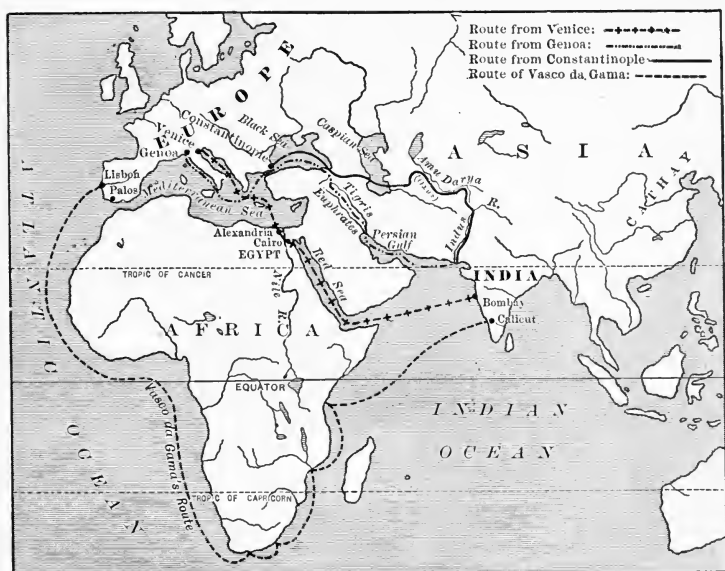 Route from Venice:
Route from Genoa:
Route from Constantinople
Route of Vasco da Gama:
EUROPE
ASIA
CATHAY
Black Sea
Caspian Sea
Constantinople
Venice
Genoa
Lisbon
Palos
Mediterranean Sea
Amu Darya
R.
Tigris
Euphrates
Persian
Gulf
Indus
Alexandria
Cairo
EGYPT
Red Sea
Nile R.
TROPIC OF CANCER
INDIA
Bombay
Calicut
AFRICA
EQUATOR
ATLANTIC
OCEAN
INDIAN
OCEAN
Vasco da Gama's Route
TROPIC OF CAPRICORN